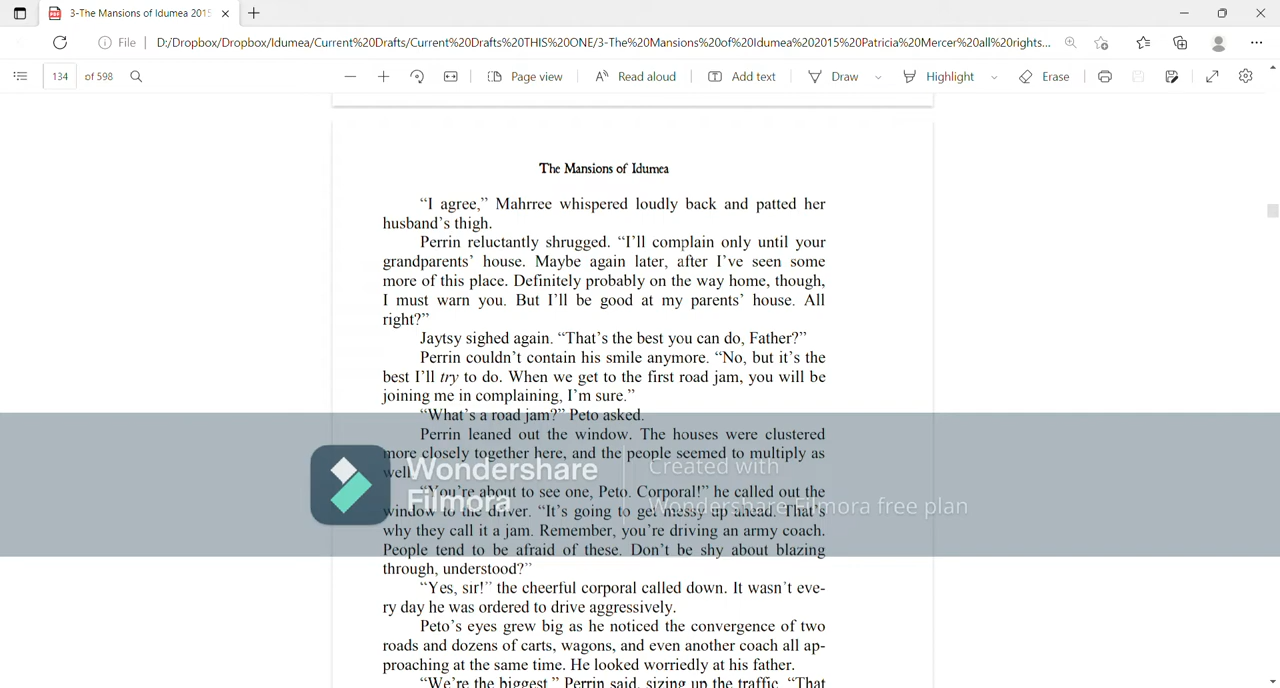 3-The Mansions of Idumea 2015
File
D:/Dropbox/Dropbox/Idumea/Current%20Drafts/Current%20Drafts%20THIS%20ONE/3-The%20Mansions%20of%20Idumea%202015%20Patricia%20Mercer%20all%20rights...
134 of 598
Page view
Read aloud
Add text
Draw
Highlight
Erase
The Mansions of Idumea
“I agree,” Mahrree whispered loudly back and patted her
husband’s thigh.
Perrin reluctantly shrugged. “I’ll complain only until your
grandparents’ house. Maybe again later, after I’ve seen some
more of this place. Definitely probably on the way home, though,
I must warn you. But I’ll be good at my parents’ house. All
right?”
Jaytsy sighed again. “That’s the best you can do, Father?”
Perrin couldn’t contain his smile anymore. “No, but it’s the
best I’ll try to do. When we get to the first road jam, you will be
joining me in complaining, I’m sure.”
“What’s a road jam?” Peto asked.
Perrin leaned out the window. The houses were clustered
more closely together here, and the people seemed to multiply as
well.
“You’re about to see one, Peto. Corporal!” he called out the
window to the driver. “It’s going to get messy up ahead. That’s
why they call it a jam. Remember, you’re driving an army coach.
People tend to be afraid of these. Don’t be shy about blazing
through, understood?”
“Yes, sir!” the cheerful corporal called down. It wasn’t eve-
ry day he was ordered to drive aggressively.
Peto’s eyes grew big as he noticed the convergence of two
roads and dozens of carts, wagons, and even another coach all ap-
proaching at the same time. He looked worriedly at his father.
“We’re the biggest,” Perrin said, sizing up the traffic. “That
Wondershare
Filmora
Created with
Wondershare Filmora free plan